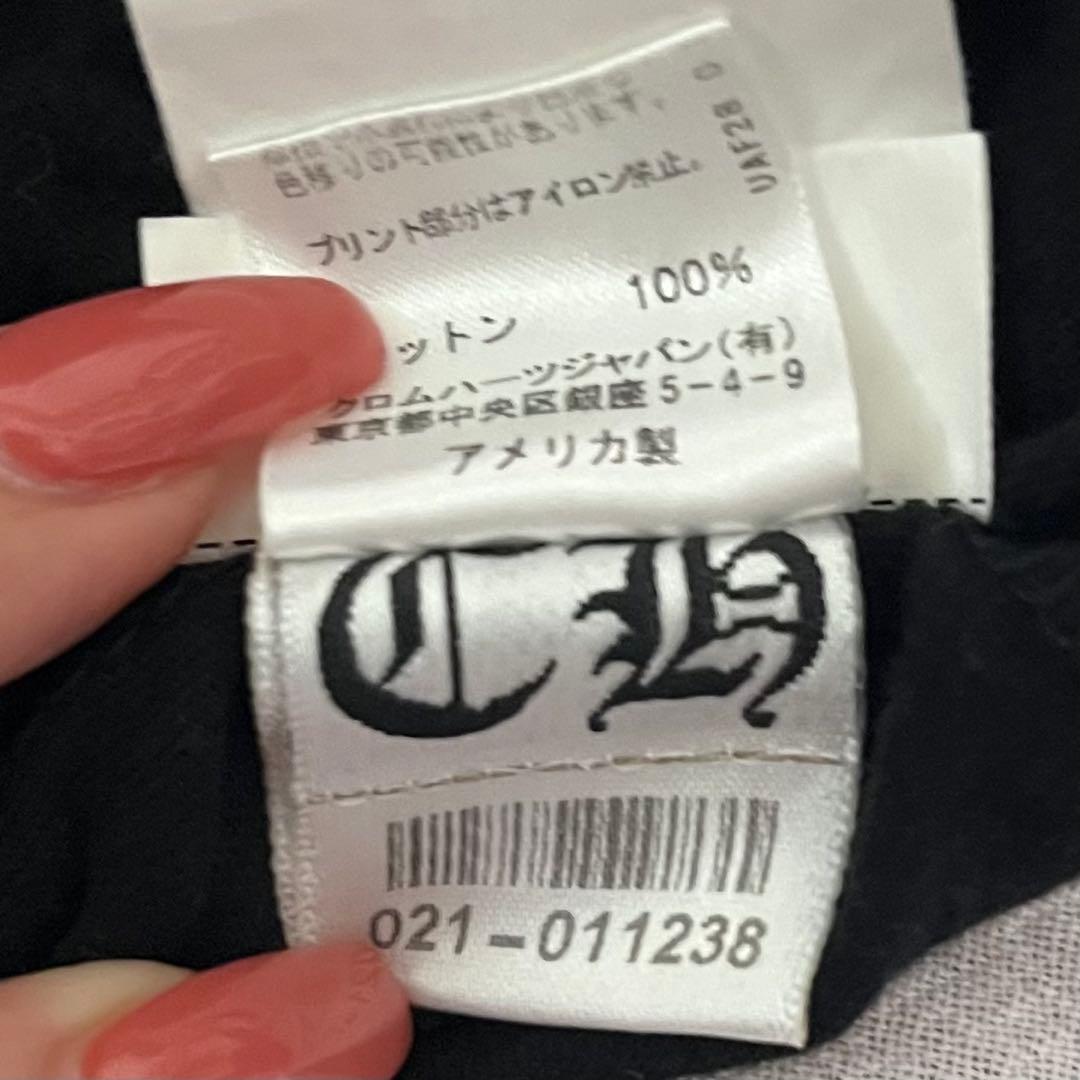 色移りの可能性があります。
プリント部分はアイロン禁止。
UAF28 0
ットン 100%
クロムハーツジャパン(有)
東京都中央区銀座5-4-9
アメリカ製
CH
021-011238